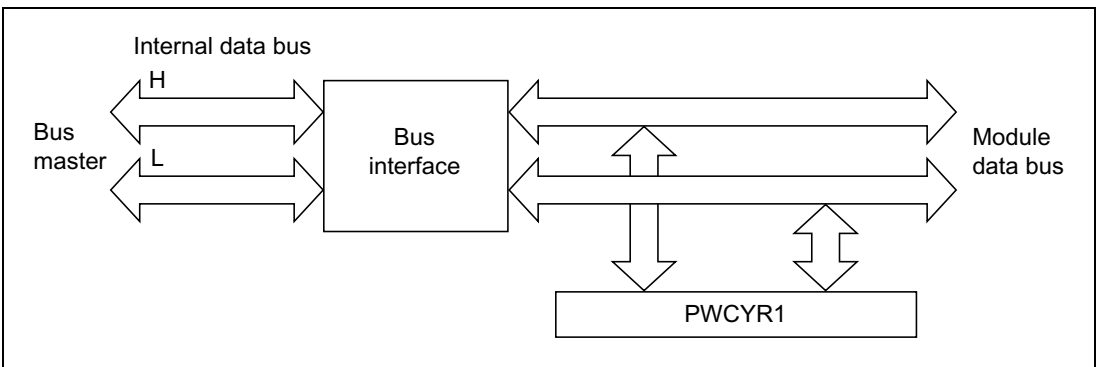 Internal data bus
H
Bus
master
L
Bus
interface
Module
data bus
PWCYR1